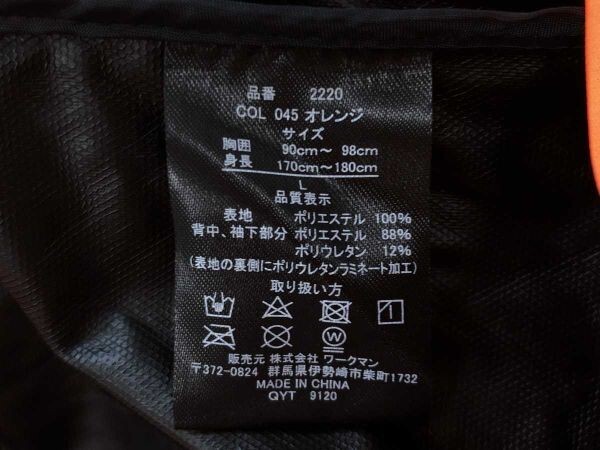 品番 2220
COL 045 オレンジ
サイズ
胸囲 90cm～ 98cm
身長 170cm～180cm
L
品質表示
表地 ポリエステル 100%
背中、袖下部分 ポリエステル 88%
ポリウレタン 12%
(表地の裏側にポリウレタンラミネート加工)
取り扱い方
1
W
販売元 株式会社 ワークマン
〒372-0824 群馬県伊勢崎市柴町1732
MADE IN CHINA
QYT 9120